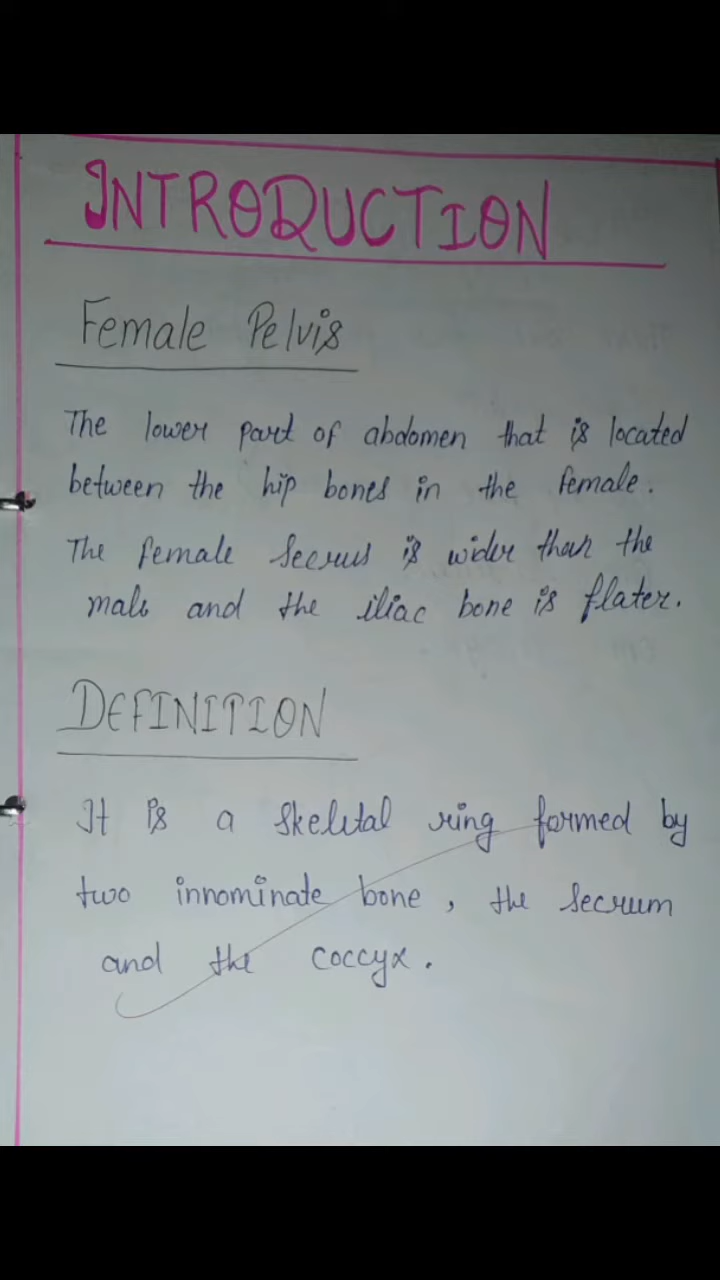 INTRODUCTION
Female Pelvis
The lower part of abdomen that is located
between the hip bones in the female.
The female Secrus is wider than the
male and the iliac bone is flater.
DEFINITION
It is a skeletal ring formed by
two innominate bone, the secrum
and the coccyx.